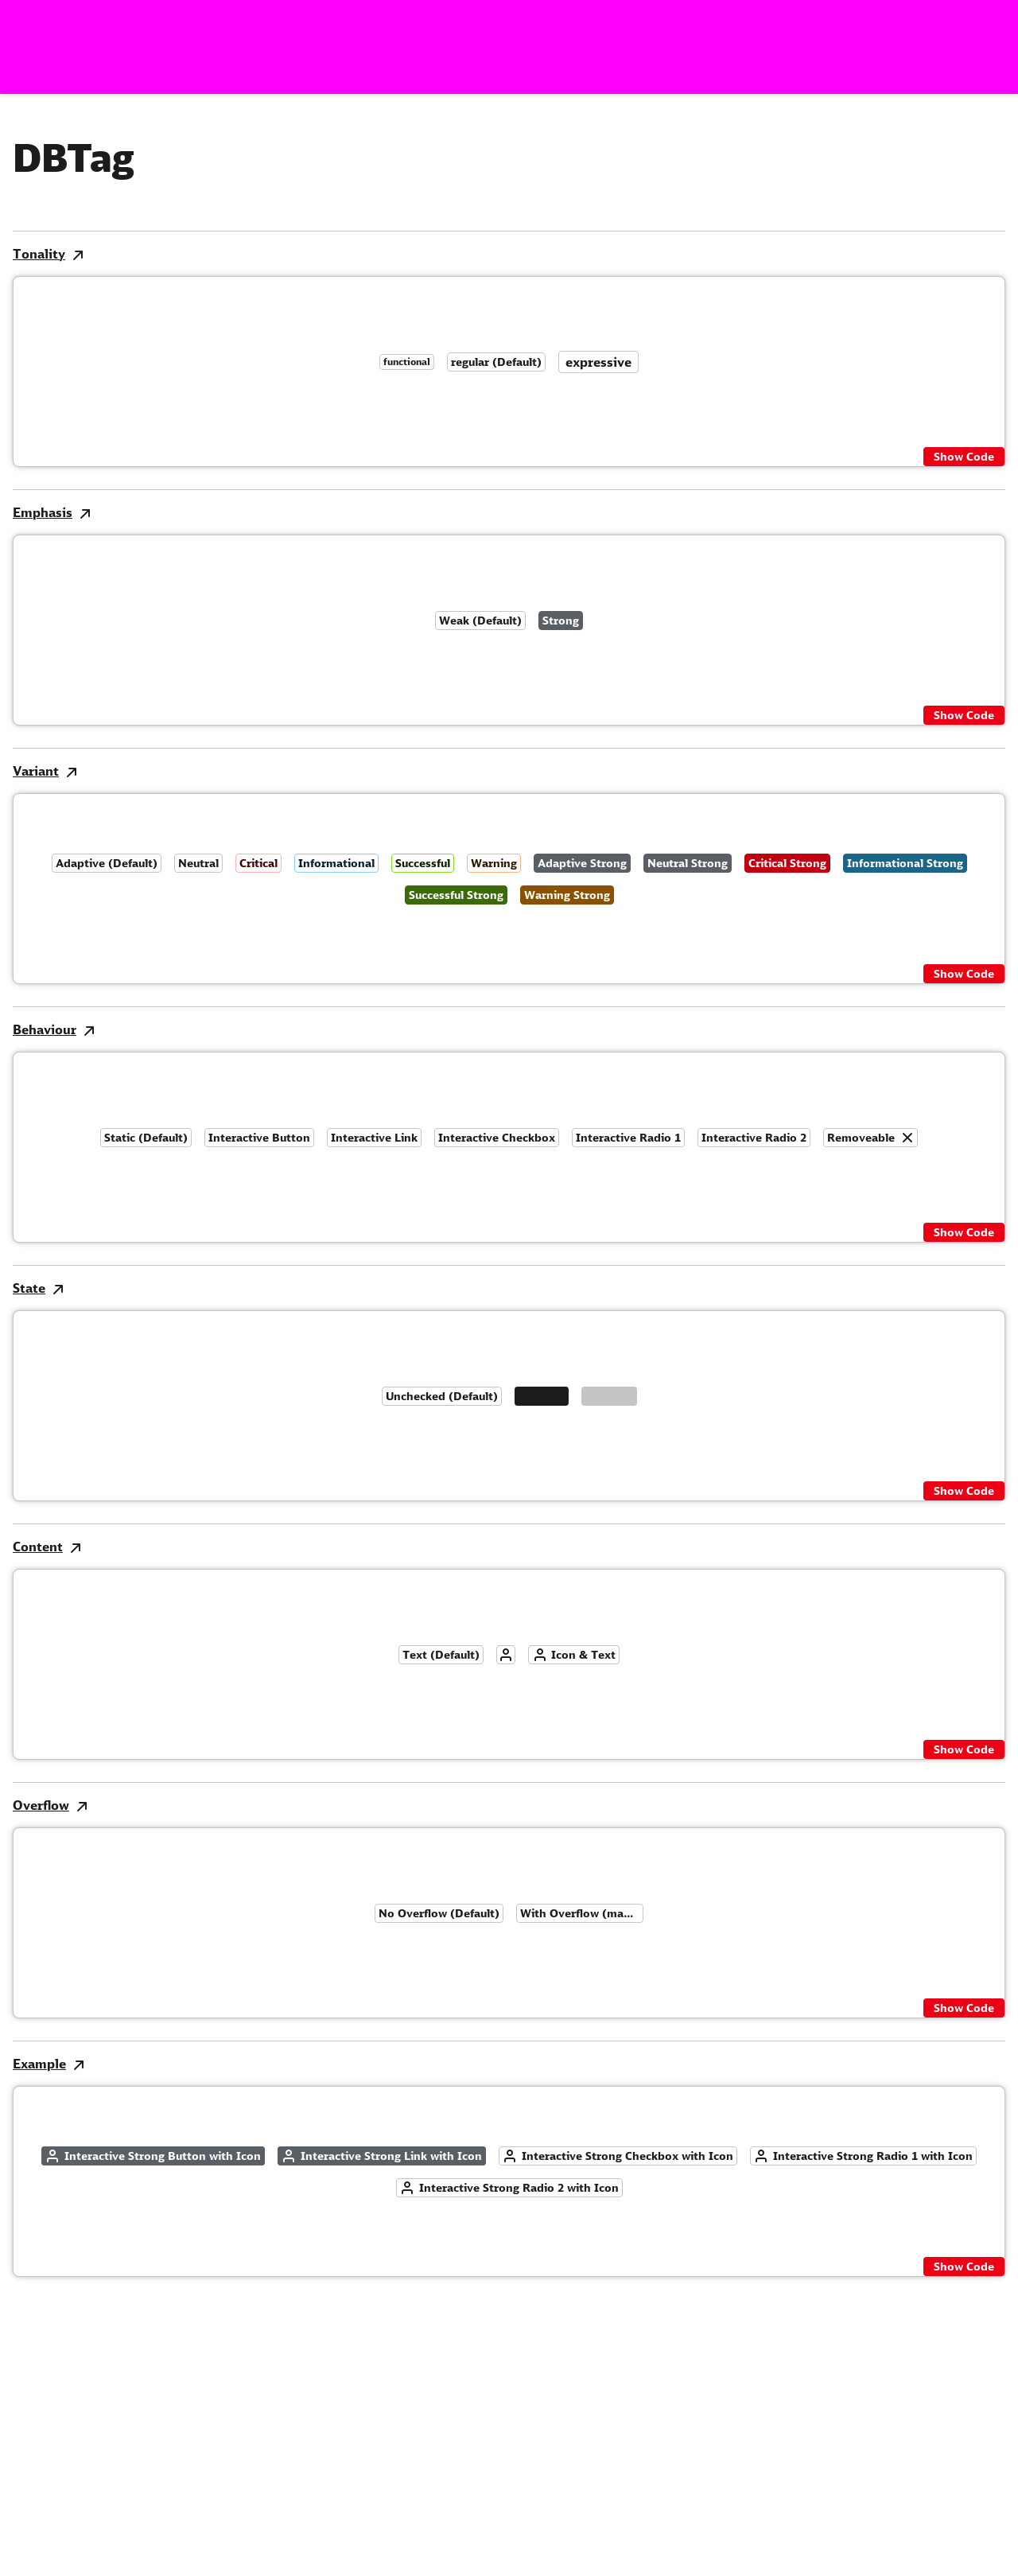 DBTag
Tonality
functional regular (Default) expressive
Show Code
Emphasis
Weak (Default) Strong
Show Code
Variant
Adaptive (Default) Neutral Critical Informational Successful Warning Adaptive Strong Neutral Strong Critical Strong Informational Strong
Successful Strong Warning Strong
Show Code
Behaviour
Static (Default) Interactive Button Interactive Link Interactive Checkbox Interactive Radio 1 Interactive Radio 2 Removeable
Show Code
State
Unchecked (Default)
Show Code
Content
Text (Default) Icon & Text
Show Code
Overflow
No Overflow (Default) With Overflow (ma...
Show Code
Example
Interactive Strong Button with Icon Interactive Strong Link with Icon Interactive Strong Checkbox with Icon Interactive Strong Radio 1 with Icon
Interactive Strong Radio 2 with Icon
Show Code